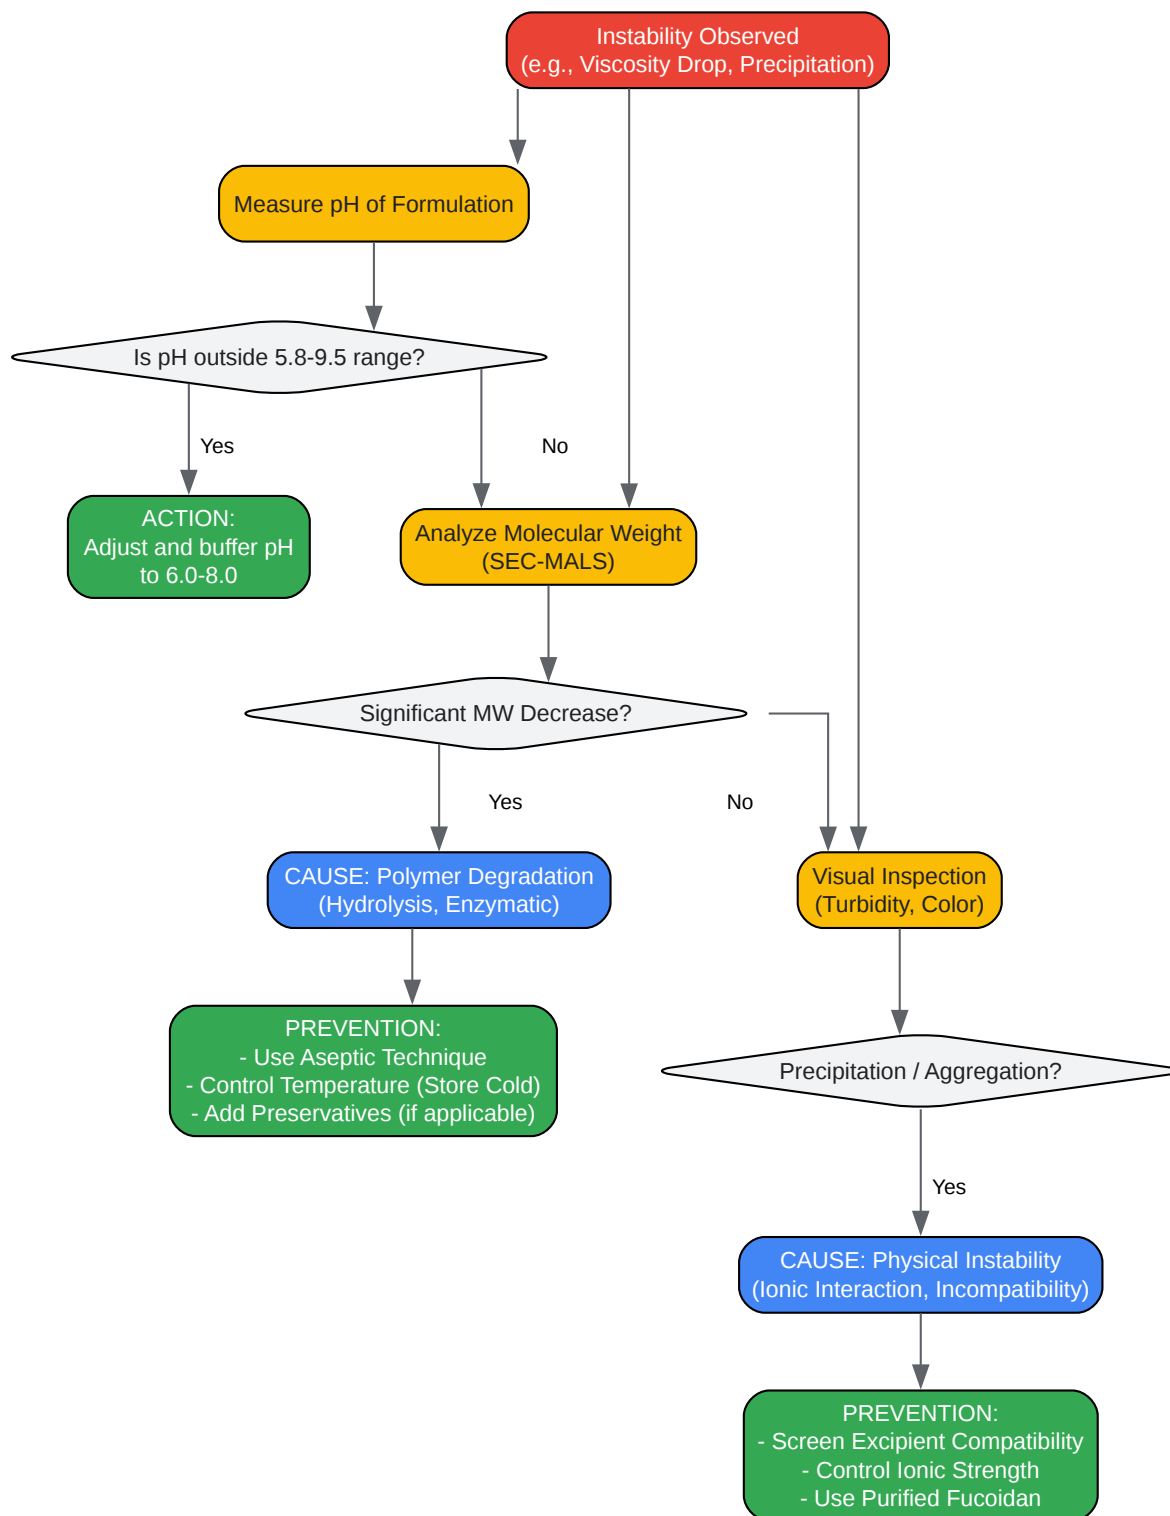 Instability Observed
(e.g., Viscosity Drop, Precipitation)
Measure pH of Formulation
Is pH outside 5.8-9.5 range?
Yes
No
ACTION:
Adjust and buffer pH
to 6.0-8.0
Analyze Molecular Weight
(SEC-MALS)
Significant MW Decrease?
Yes
No
CAUSE: Polymer Degradation
(Hydrolysis, Enzymatic)
Visual Inspection
(Turbidity, Color)
PREVENTION:
- Use Aseptic Technique
- Control Temperature (Store Cold)
- Add Preservatives (if applicable)
Precipitation / Aggregation?
Yes
CAUSE: Physical Instability
(Ionic Interaction, Incompatibility)
PREVENTION:
- Screen Excipient Compatibility
- Control Ionic Strength
- Use Purified Fucoidan